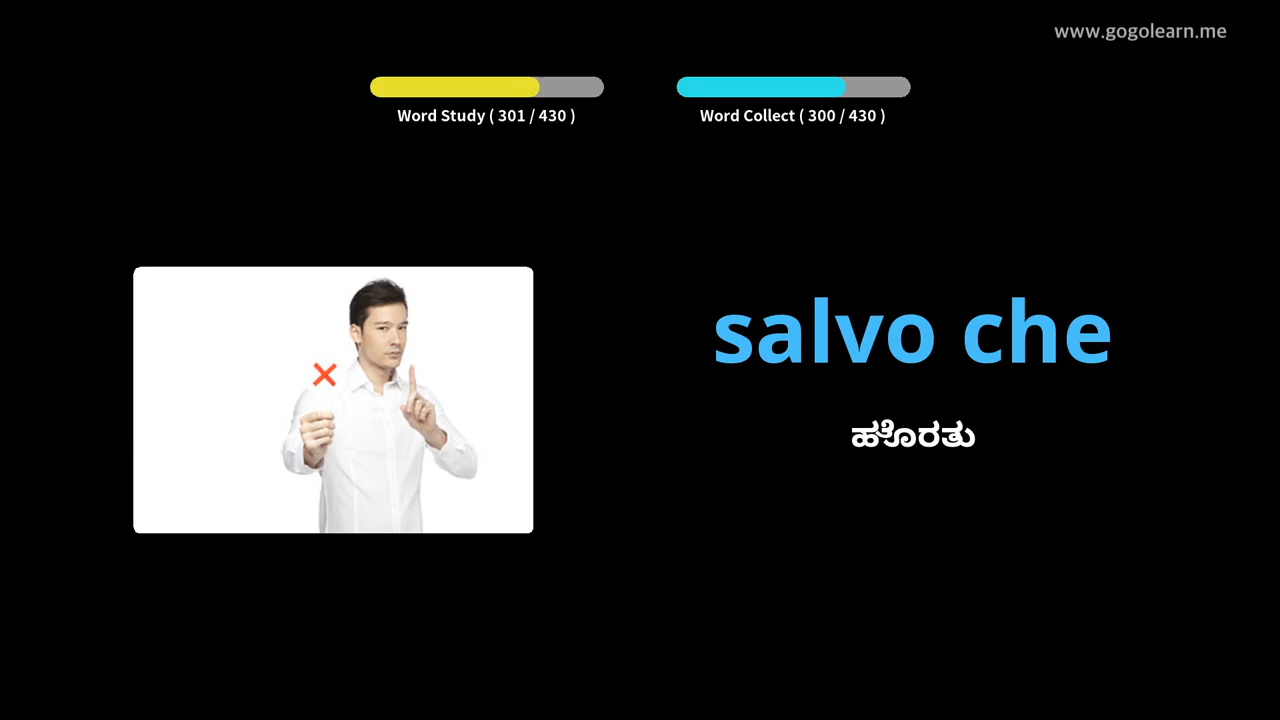 www.gogolearn.me
Word Study ( 301 / 430 )
Word Collect ( 300 / 430 )
salvo che
ಹೊರತು